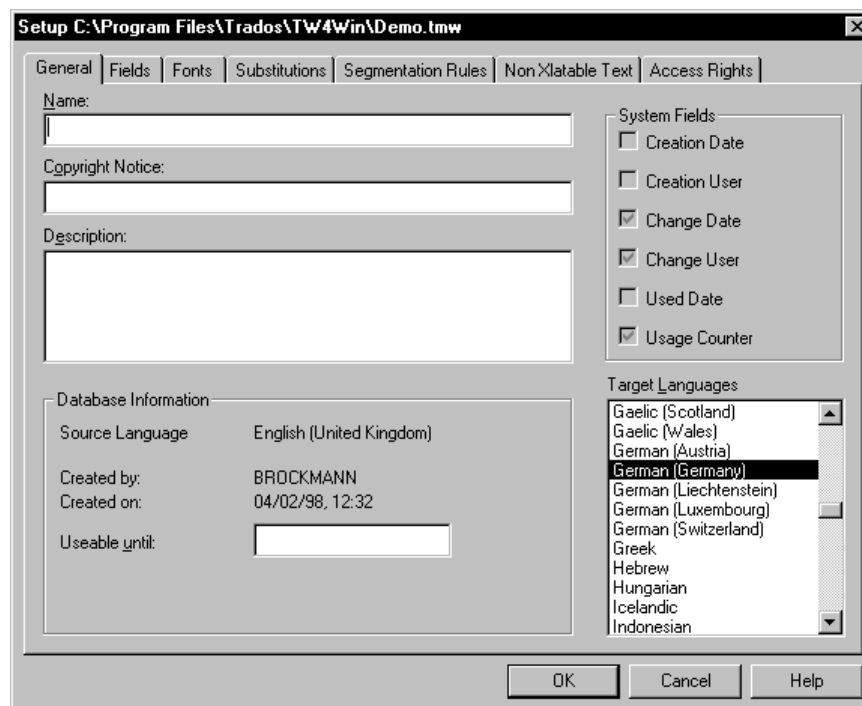 Setup C:\Program Files\Trados\TW4Win\Demo.tmw
General Fields Fonts Substitutions Segmentation Rules Non Xlatable Text Access Rights
Name:
Copyright Notice:
Description:
System Fields
Creation Date
Creation User
Change Date
Change User
Used Date
Usage Counter
Database Information
Source Language English (United Kingdom)
Created by: BROCKMANN
Created on: 04/02/98, 12:32
Useable until:
Target Languages
Gaelic (Scotland)
Gaelic (Wales)
German (Austria)
German (Germany)
German (Liechtenstein)
German (Luxembourg)
German (Switzerland)
Greek
Hebrew
Hungarian
Icelandic
Indonesian
OK Cancel Help